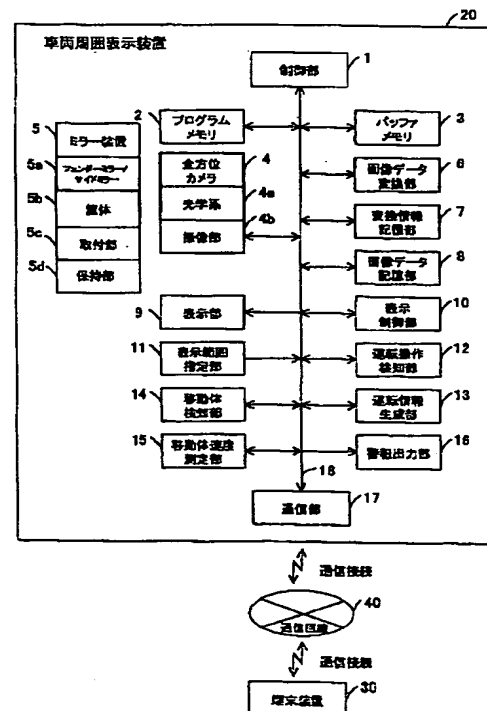 20
車両周囲表示装置
1
制御部
2
プログラム
メモリ
3
バッファ
メモリ
5
ミラー装置
5a
フェンダーミラー/
サイドミラー
5b
筐体
5c
取付部
5d
保持部
全方位
カメラ
4
光学系
4a
撮像部
4b
画像データ
変換部
6
変換情報
記憶部
7
画像データ
記憶部
8
9
表示部
10
表示
制御部
11
表示範囲
指定部
12
運転操作
検知部
14
移動体
検知部
13
運転情報
生成部
15
移動体速度
測定部
16
警報出力部
18
通信部
17
通信接続
40
通信回線
通信接続
端末装置
30